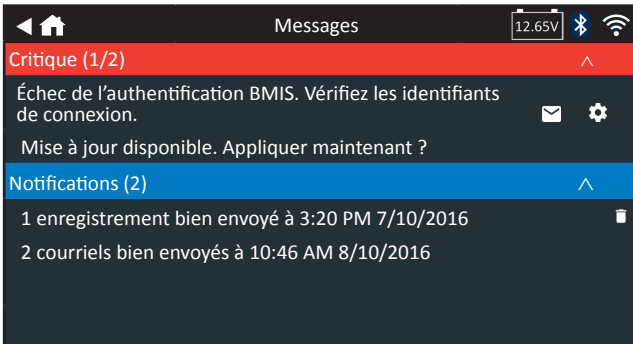 Messages
12.65V
Critique (1/2)
Échec de l'authentification BMIS. Vérifiez les identifiants
de connexion.
Mise à jour disponible. Appliquer maintenant ?
Notifications (2)
1 enregistrement bien envoyé à 3:20 PM 7/10/2016
2 courriels bien envoyés à 10:46 AM 8/10/2016